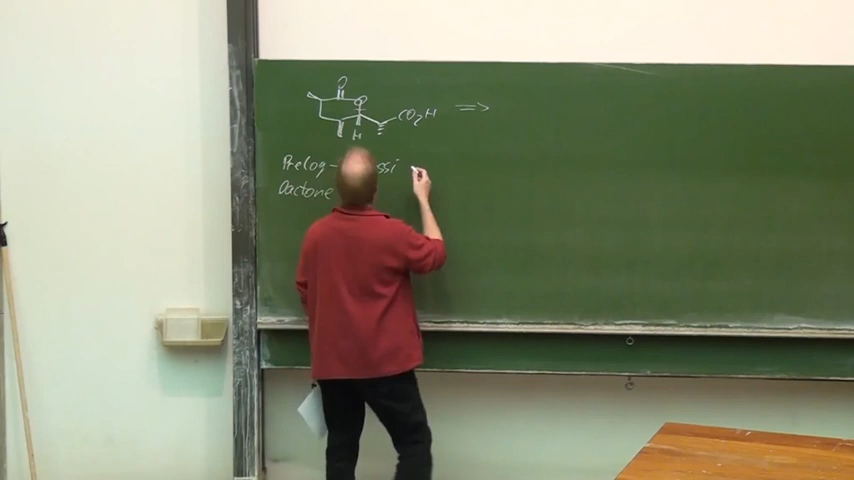 O
O
CO2H
H
Prelog-
ssi
Lactone